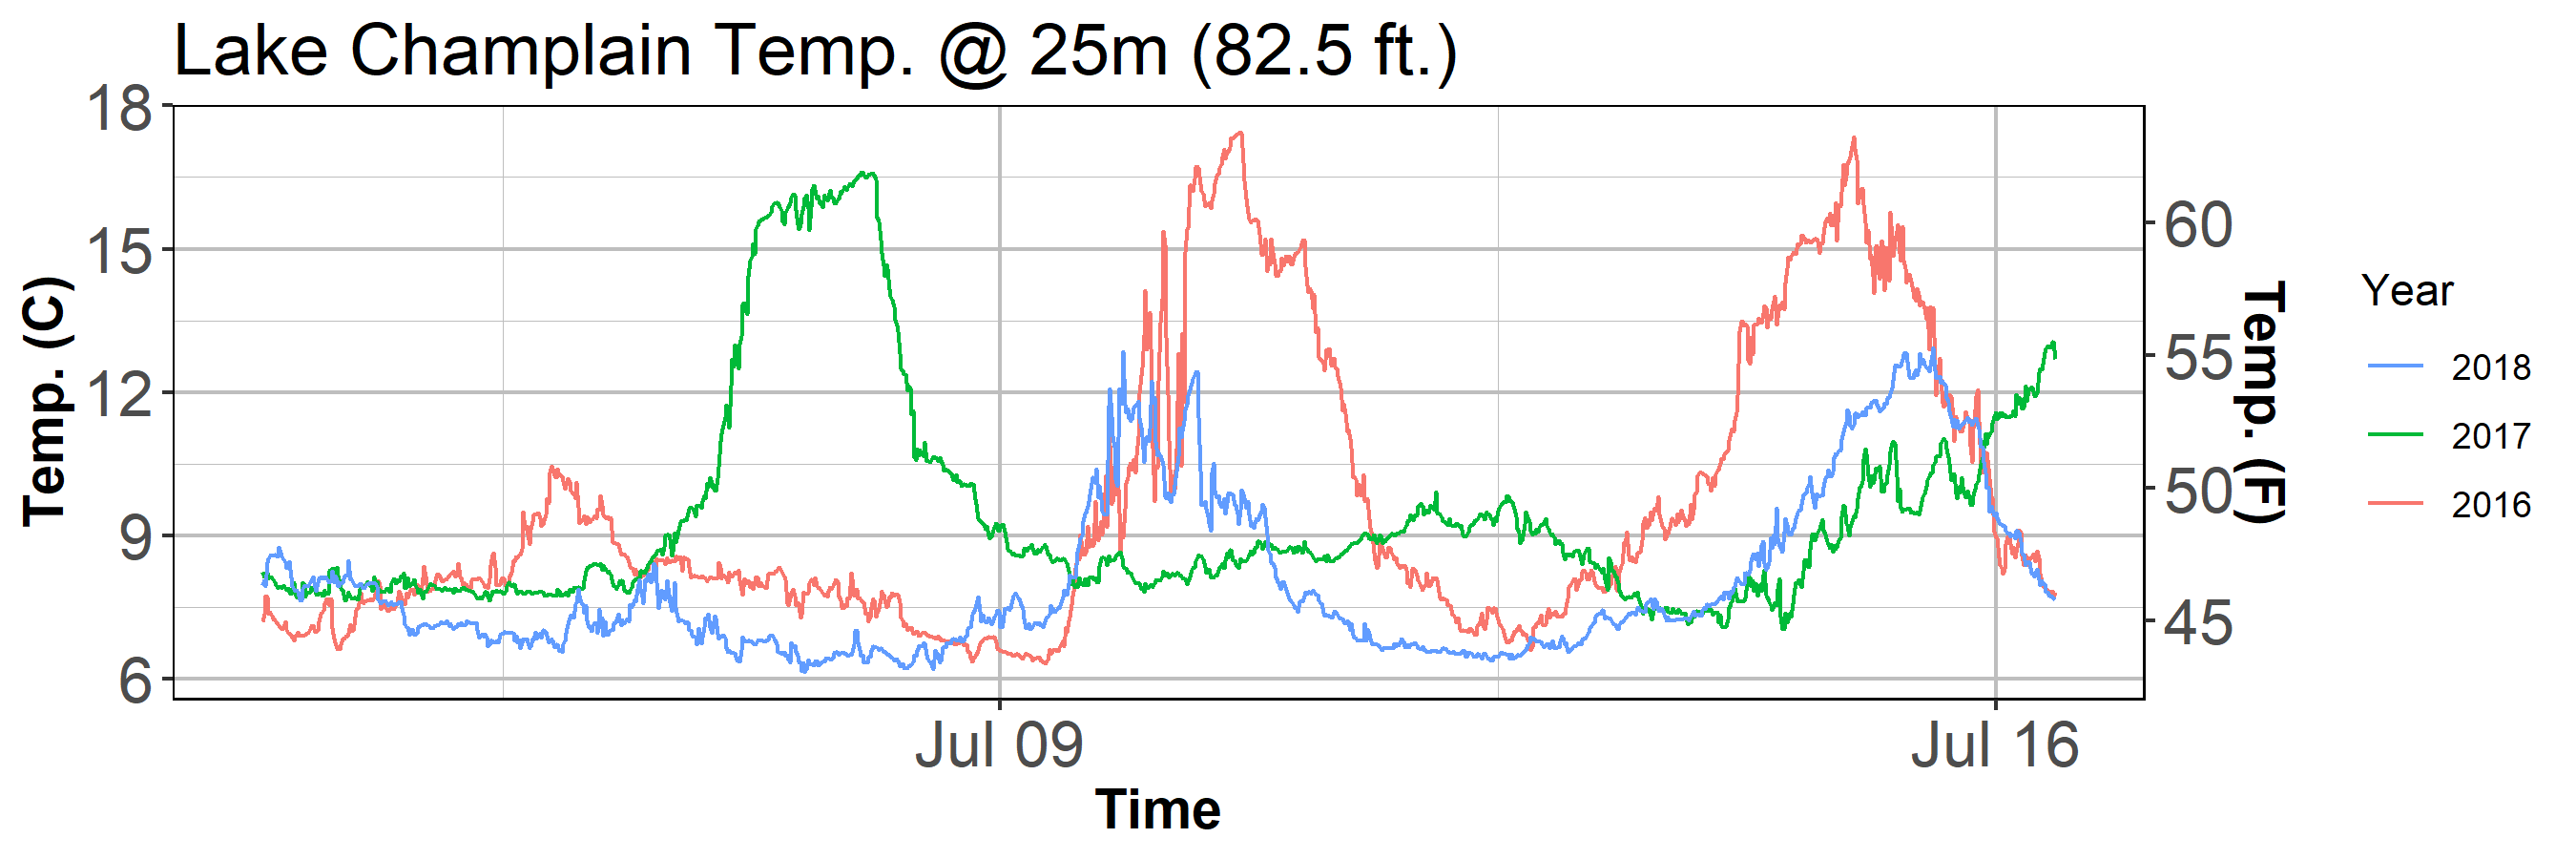 Lake Champlain Temp. @ 25m (82.5 ft.)
18
15
12
9
6
Temp. (C)
60
55
50
45
Temp. (F)
Jul 09
Jul 16
Time
Year
2018
2017
2016